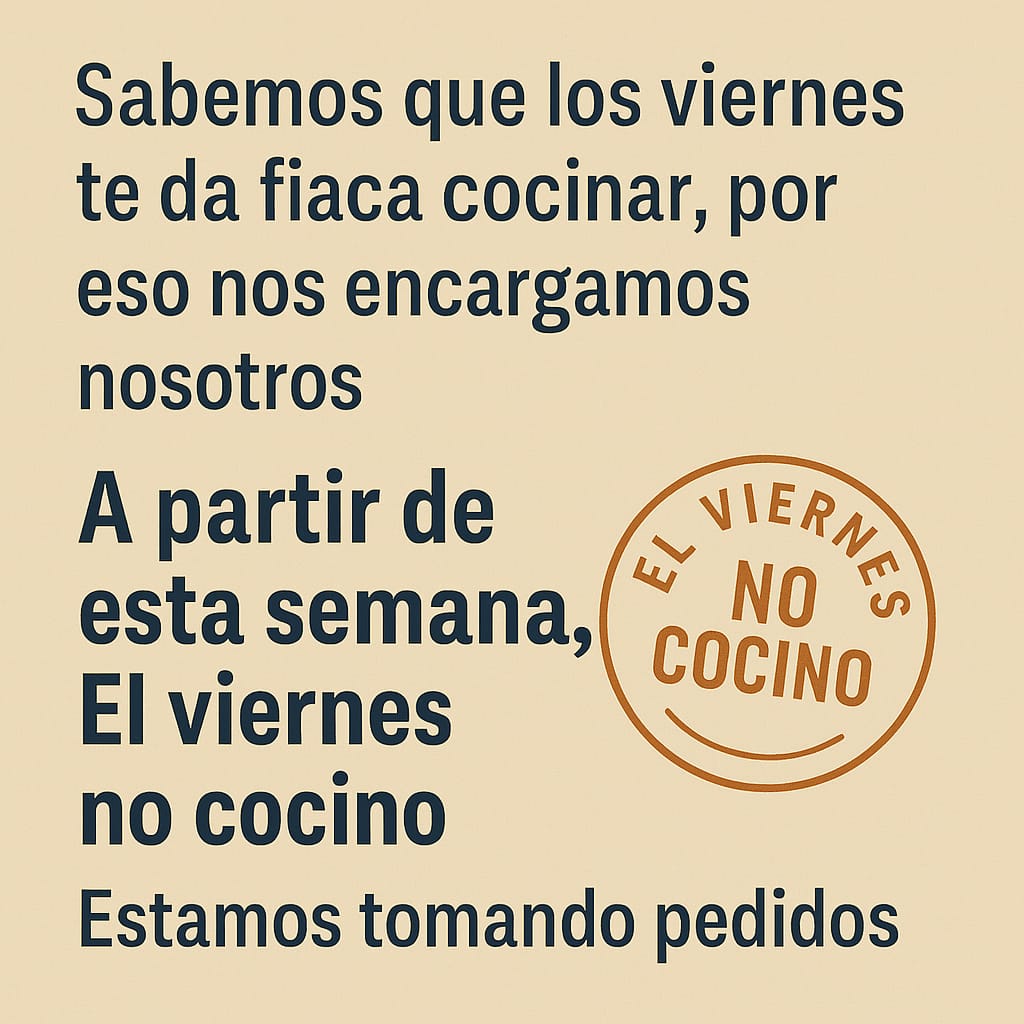 Sabemos que los viernes
te da fiaca cocinar, por
eso nos encargamos
nosotros
A partir de
esta semana,
El viernes
no cocino
EL VIERNES
NO
COCINO
Estamos tomando pedidos